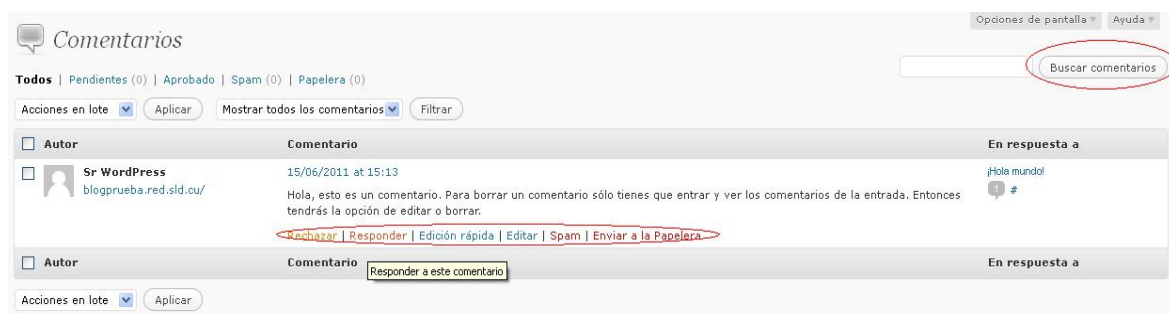 Opciones de pantalla Ayuda
Comentarios
Buscar comentarios
Todos | Pendientes (0) | Aprobado | Spam (0) | Papelera (0)
Acciones en lote Aplicar Mostrar todos los comentarios Filtrar
Autor Comentario En respuesta a
Sr WordPress 15/06/2011 at 15:13 ¡Hola mundo!
blogprueba.red.sld.cu/ 1 #
Hola, esto es un comentario. Para borrar un comentario sólo tienes que entrar y ver los comentarios de la entrada. Entonces
tendrás la opción de editar o borrar.
Rechazar | Responder | Edición rápida | Editar | Spam | Enviar a la Papelera
Autor Comentario En respuesta a
Responder a este comentario
Acciones en lote Aplicar